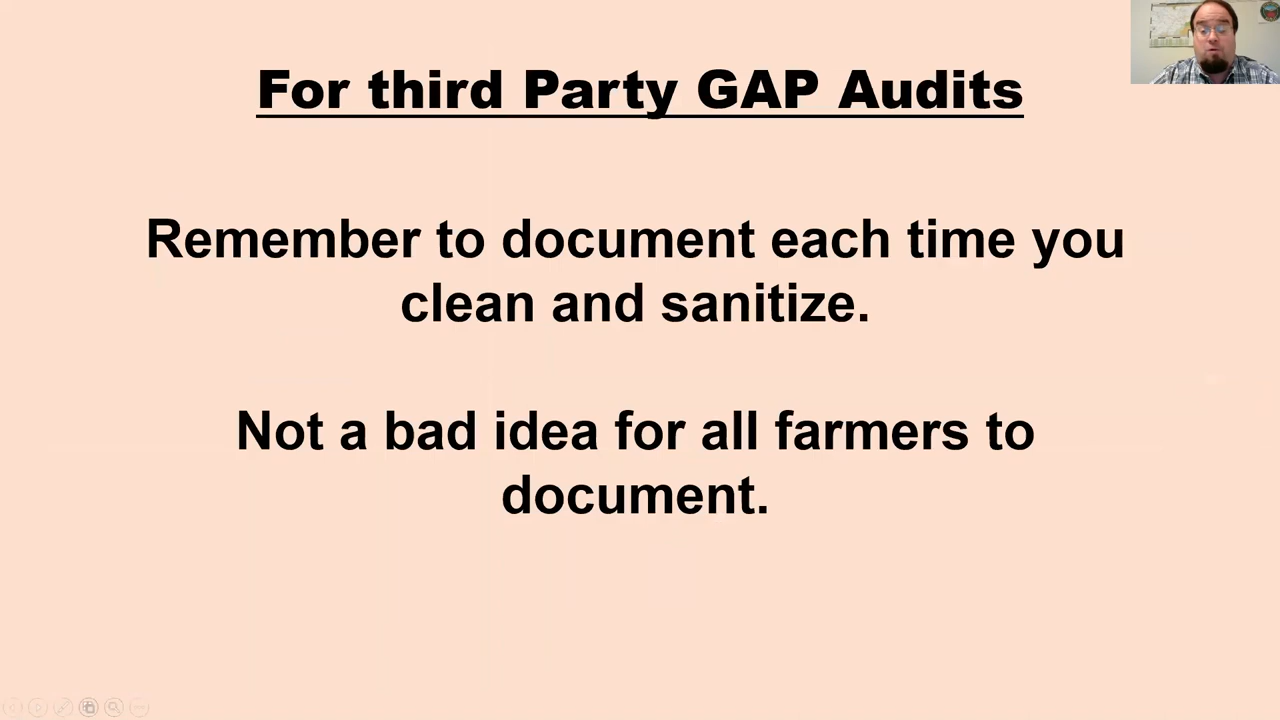 For third Party GAP Audits
Remember to document each time you
clean and sanitize.
Not a bad idea for all farmers to
document.